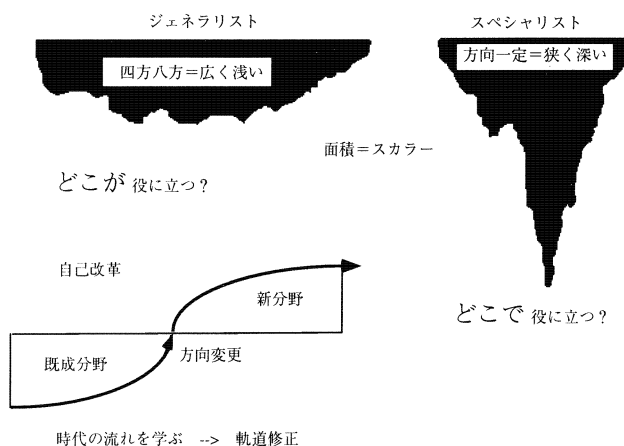 ジェネラリスト
スペシャリスト
四方八方＝広く浅い
方向一定＝狭く深い
面積＝スカラー
どこが 役に立つ？
どこで 役に立つ？
自己改革
新分野
既成分野
方向変更
時代の流れを学ぶ --> 軌道修正